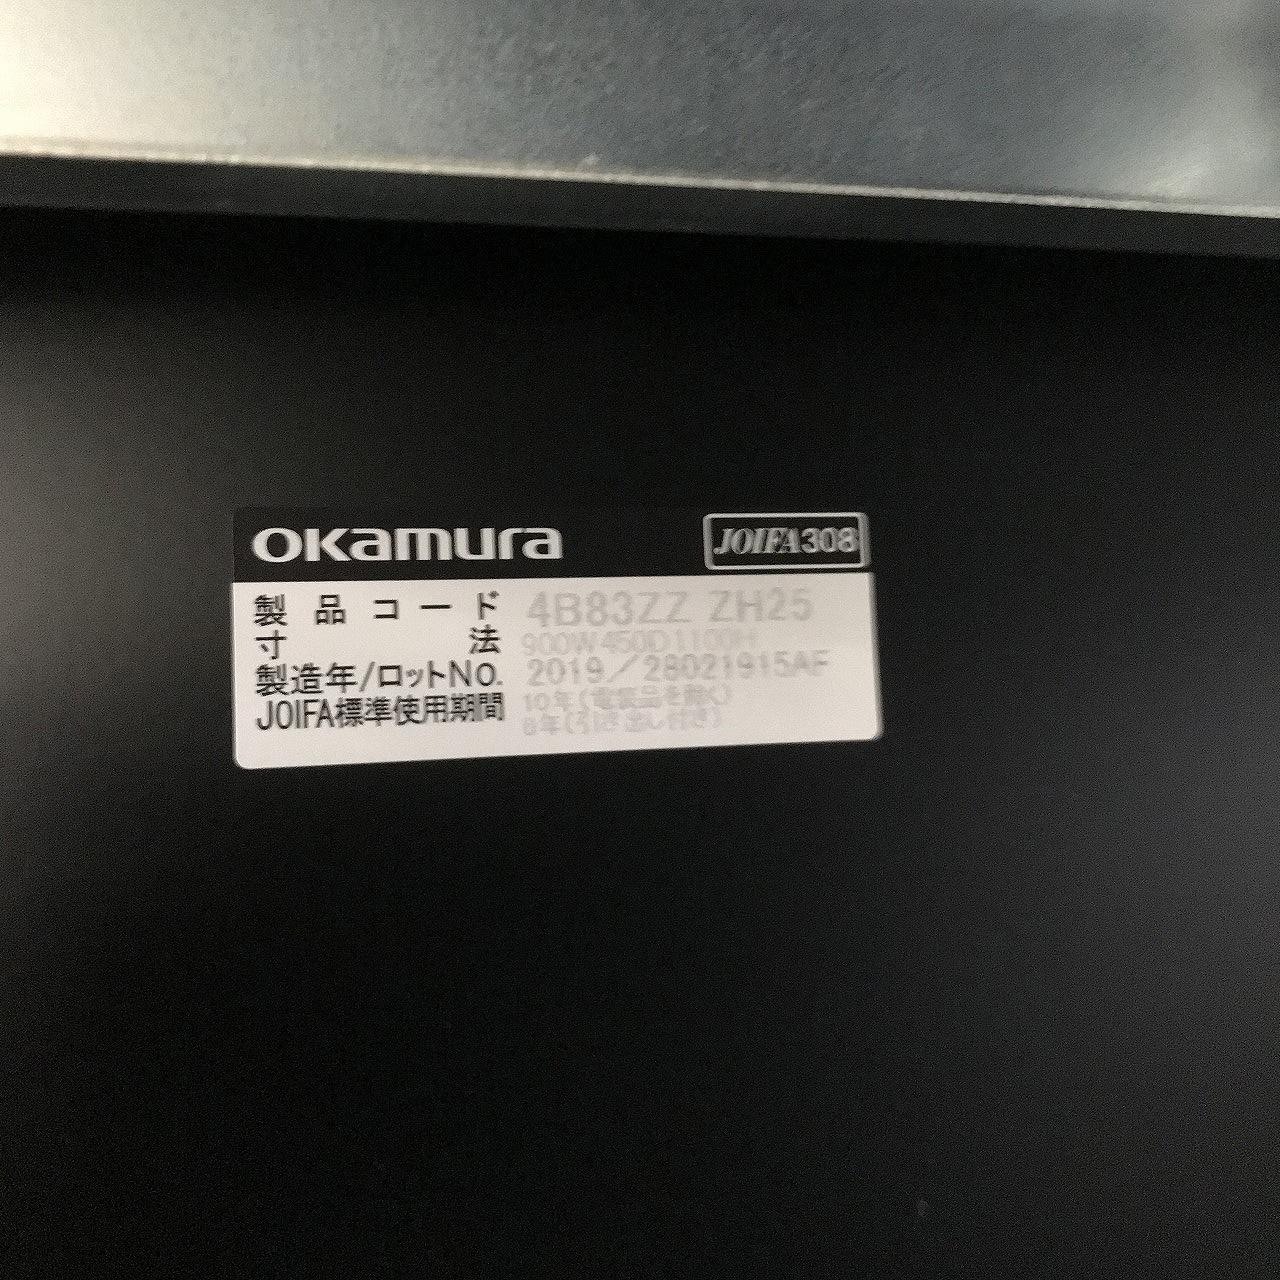 okamura JOIFA308
製品コード 4B83ZZ ZH25
寸法 900W450D1100H
製造年/ロットNo. 2019/28021915AF
JOIFA標準使用期間 10年(電装品を除く)
8年(引き出し付き)